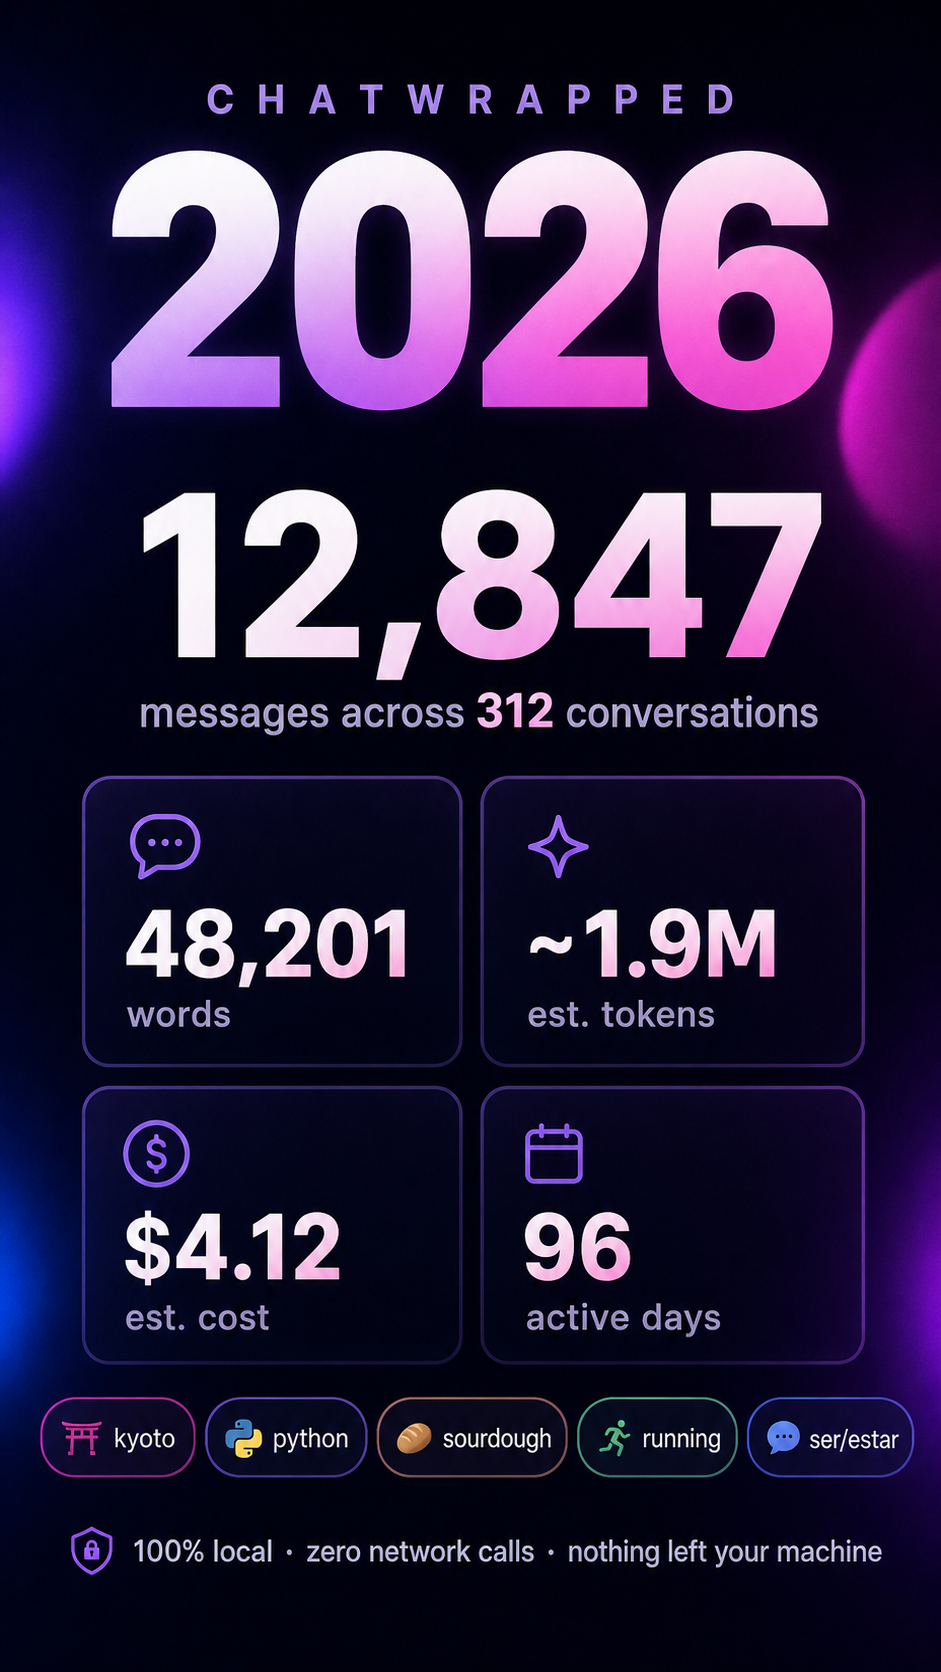 CHATWRAPPED
2026
12,847
messages across 312 conversations
48,201
words
~1.9M
est. tokens
$4.12
est. cost
96
active days
kyoto
python
sourdough
running
ser/estar
100% local · zero network calls · nothing left your machine